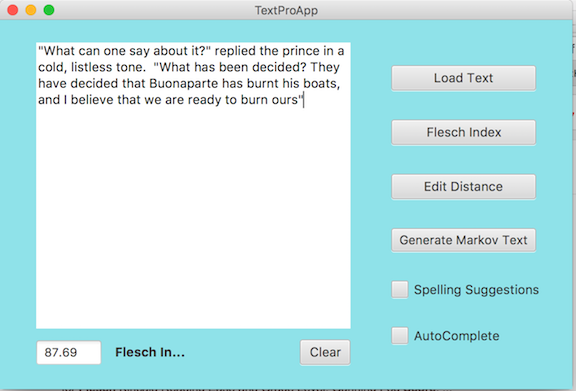 TextProApp
"What can one say about it?" replied the prince in a
cold, listless tone.  "What has been decided? They
have decided that Buonaparte has burnt his boats,
and I believe that we are ready to burn ours"
Load Text
Flesch Index
Edit Distance
Generate Markov Text
Spelling Suggestions
AutoComplete
87.69
Flesch In...
Clear